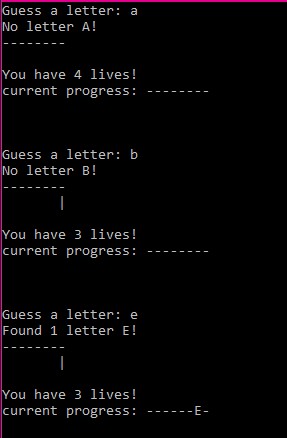 Guess a letter: a
No letter A!
--------
You have 4 lives!
current progress: --------
Guess a letter: b
No letter B!
--------
       |
You have 3 lives!
current progress: --------
Guess a letter: e
Found 1 letter E!
--------
       |
You have 3 lives!
current progress: ------E-